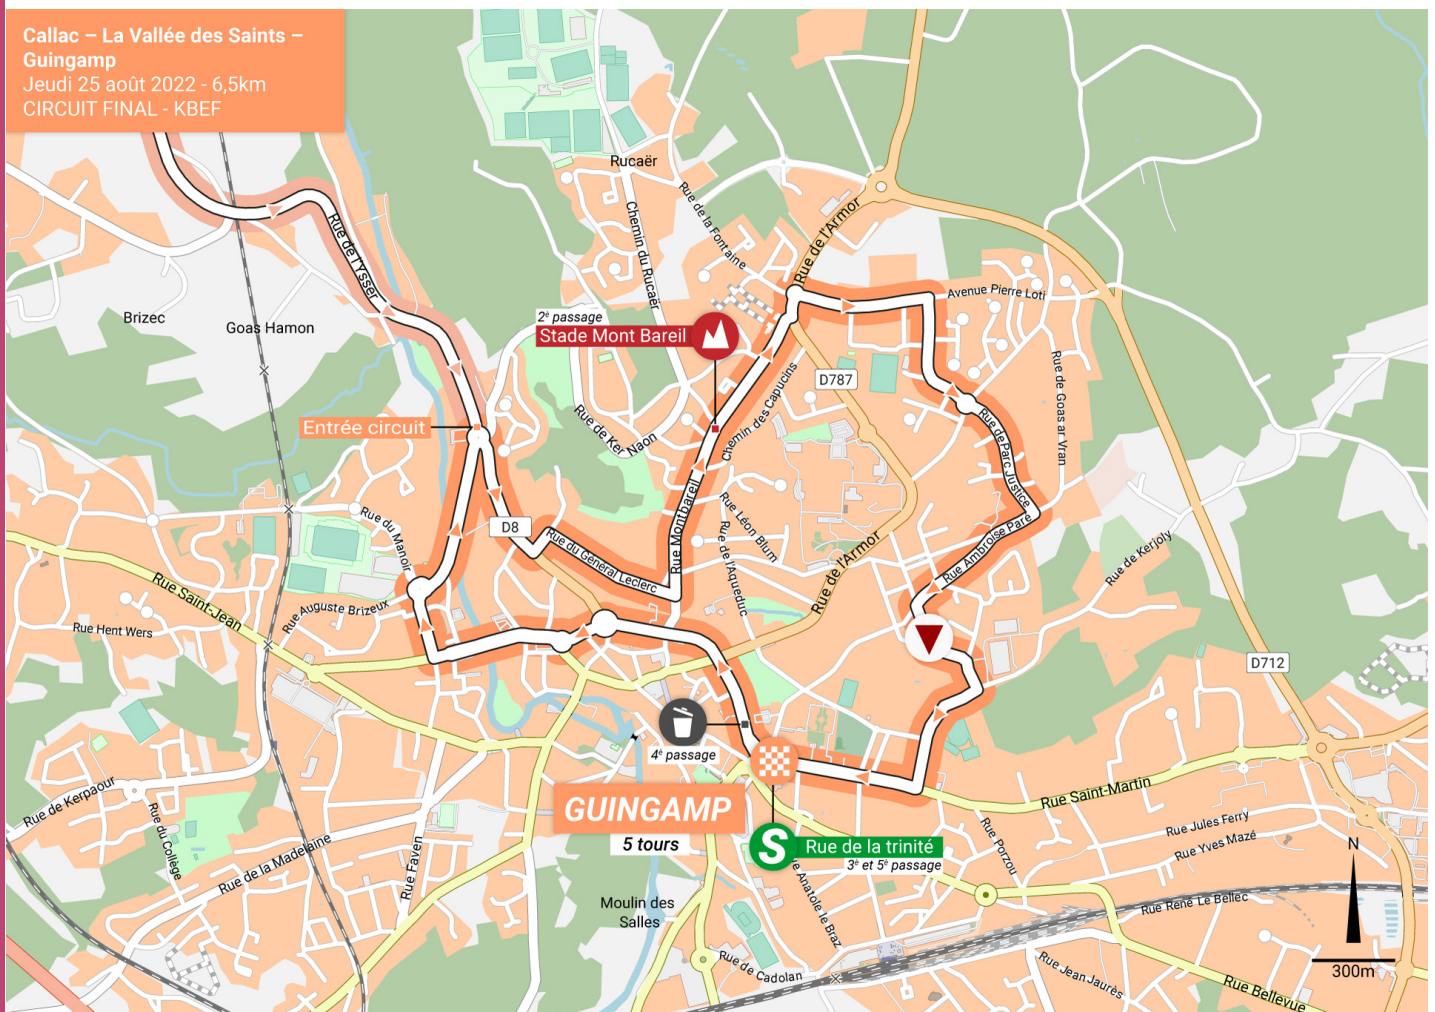 Callac – La Vallée des Saints –
Guingamp
Jeudi 25 août 2022 - 6,5km
CIRCUIT FINAL - KBEF
Rucaër
Rue de la Fontaine
Chemin du Rucaër
Rue de l'Armor
Rue de l'Ysser
Avenue Pierre Loti
Brizec
Goas Hamon
2è passage
Stade Mont Bareil
D787
Rue de Goas ar Vran
Chemin des Capucins
Entrée circuit
Rue de Ker Naon
Rue de Parc Justice
Rue Montbareil
Rue Léon Blum
D8
Rue du Manoir
Rue du Général Leclerc
Rue de l'Aqueduc
Rue de l'Armor
Rue Ambroise Paré
Rue de Kerjoly
Rue Saint-Jean
Rue Auguste Brizeux
Rue Hent Wers
D712
4è passage
GUINGAMP
5 tours
S
Rue de la trinité
3è et 5è passage
Rue Saint-Martin
Rue Jules Ferry
Rue Yves Mazé
Rue Porzou
Rue de Kerpaour
Rue du Collège
Rue de la Madelaine
Rue Faven
Moulin des
Salles
Anatole le Braz
Rue de Cadolan
Rue René Le Bellec
Rue Jean Jaurès
Rue Bellevue
N
300m